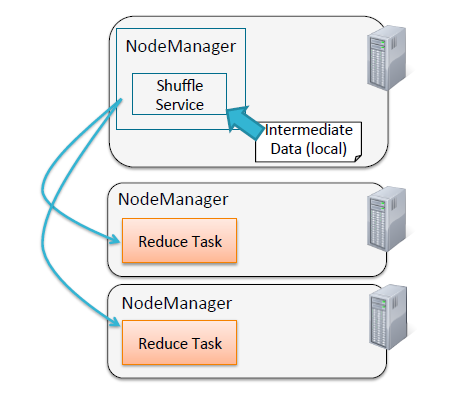 NodeManager
Shuffle
Service
Intermediate
Data (local)
NodeManager
Reduce Task
NodeManager
Reduce Task